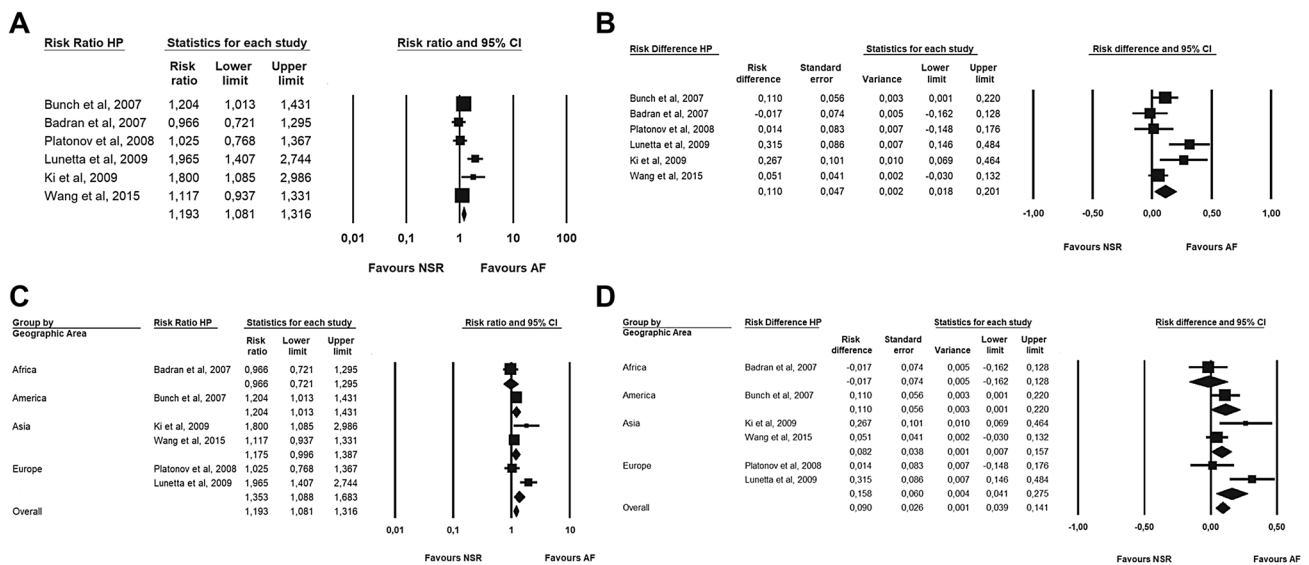 A
Risk Ratio HP Statistics for each study Risk ratio and 95% CI
Risk ratio Lower limit Upper limit
Bunch et al, 2007 1,204 1,013 1,431
Badran et al, 2007 0,966 0,721 1,295
Platonov et al, 2008 1,025 0,768 1,367
Lunetta et al, 2009 1,965 1,407 2,744
Ki et al, 2009 1,800 1,085 2,986
Wang et al, 2015 1,117 0,937 1,331
1,193 1,081 1,316
0,01 0,1 1 10 100
Favours NSR Favours AF
B
Risk Difference HP Statistics for each study Risk difference and 95% CI
Risk difference Standard error Variance Lower limit Upper limit
Bunch et al, 2007 0,110 0,056 0,003 0,001 0,220
Badran et al, 2007 -0,017 0,074 0,005 -0,162 0,128
Platonov et al, 2008 0,014 0,083 0,007 -0,148 0,176
Lunetta et al, 2009 0,315 0,086 0,007 0,146 0,484
Ki et al, 2009 0,267 0,101 0,010 0,069 0,464
Wang et al, 2015 0,051 0,041 0,002 -0,030 0,132
0,110 0,047 0,002 0,018 0,201
-1,00 -0,50 0,00 0,50 1,00
Favours NSR Favours AF
C
Group by Risk Ratio HP Statistics for each study Risk ratio and 95% CI
Geographic Area
Risk ratio Lower limit Upper limit
Africa Badran et al, 2007 0,966 0,721 1,295
0,966 0,721 1,295
America Bunch et al, 2007 1,204 1,013 1,431
1,204 1,013 1,431
Asia Ki et al, 2009 1,800 1,085 2,986
Wang et al, 2015 1,117 0,937 1,331
1,175 0,996 1,387
Europe Platonov et al, 2008 1,025 0,768 1,367
Lunetta et al, 2009 1,965 1,407 2,744
1,353 1,088 1,683
Overall 1,193 1,081 1,316
0,01 0,1 1 10
Favours NSR Favours AF
D
Group by Risk Difference HP Statistics for each study Risk difference and 95% CI
Geographic Area
Risk difference Standard error Variance Lower limit Upper limit
Africa Badran et al, 2007 -0,017 0,074 0,005 -0,162 0,128
-0,017 0,074 0,005 -0,162 0,128
America Bunch et al, 2007 0,110 0,056 0,003 0,001 0,220
0,110 0,056 0,003 0,001 0,220
Asia Ki et al, 2009 0,267 0,101 0,010 0,069 0,464
Wang et al, 2015 0,051 0,041 0,002 -0,030 0,132
0,082 0,038 0,001 0,007 0,157
Europe Platonov et al, 2008 0,014 0,083 0,007 -0,148 0,176
Lunetta et al, 2009 0,315 0,086 0,007 0,146 0,484
0,158 0,060 0,004 0,041 0,275
Overall 0,090 0,026 0,001 0,039 0,141
-1,00 -0,50 0,00 0,50
Favours NSR Favours AF